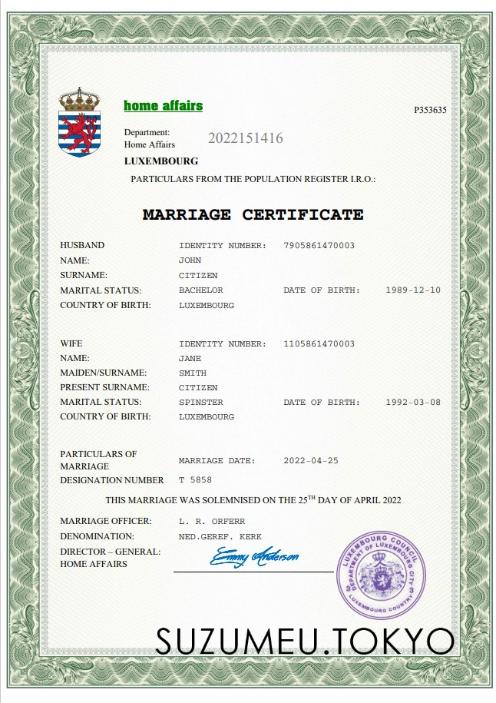 home affairs
P353635
Department: 2022151416
Home Affairs
LUXEMBOURG
PARTICULARS FROM THE POPULATION REGISTER I.R.O.:
MARRIAGE CERTIFICATE
HUSBAND IDENTITY NUMBER: 7905861470003
NAME: JOHN
SURNAME: CITIZEN
MARITAL STATUS: BACHELOR DATE OF BIRTH: 1989-12-10
COUNTRY OF BIRTH: LUXEMBOURG
WIFE IDENTITY NUMBER: 1105861470003
NAME: JANE
MAIDEN/SURNAME: SMITH
PRESENT SURNAME: CITIZEN
MARITAL STATUS: SPINSTER DATE OF BIRTH: 1992-03-08
COUNTRY OF BIRTH: LUXEMBOURG
PARTICULARS OF
MARRIAGE MARRIAGE DATE: 2022-04-25
DESIGNATION NUMBER T 5858
THIS MARRIAGE WAS SOLEMNISED ON THE 25TH DAY OF APRIL 2022
MARRIAGE OFFICER: L. R. ORFERR
DENOMINATION: NED.GEREF. KERK
DIRECTOR – GENERAL: Emmy Anderson
HOME AFFAIRS
LUXEMBOURG COUNCIL
DEPARTMENT OF LUXEMBOURG CITY
LUXEMBOURG COUNTRY
SUZUMEU.TOKYO